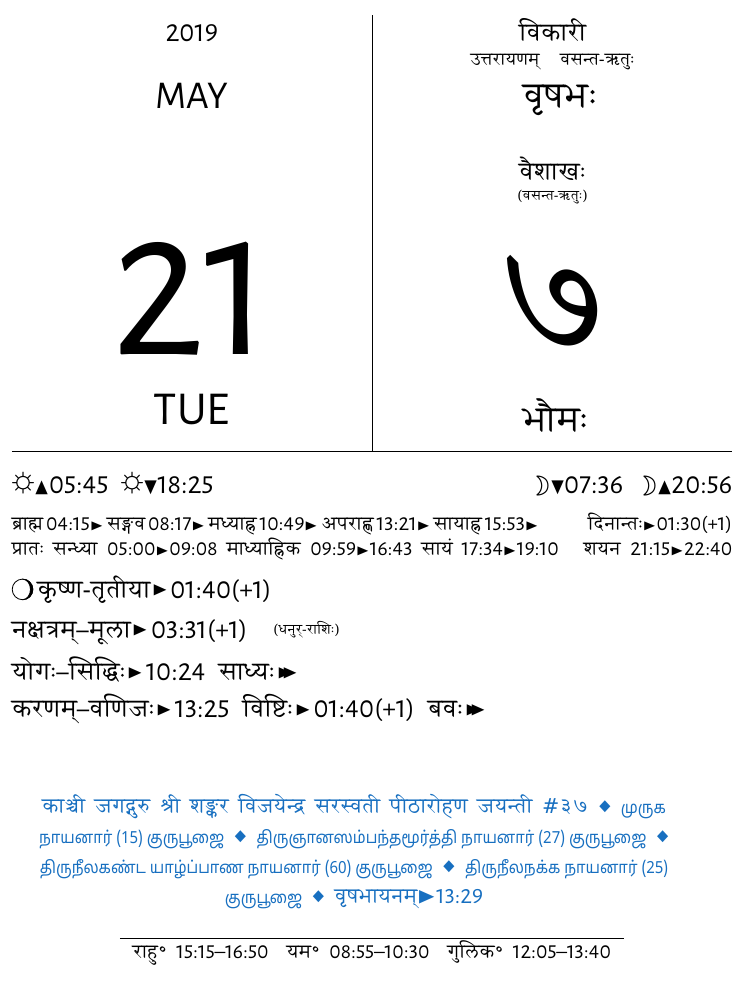 2019
MAY
21
TUE
विकारी
उत्तरायणम् वसन्त-ऋतुः
वृषभः
वैशाखः
(वसन्त-ऋतुः)
७
भौमः
☼▲05:45 ☼▼18:25 ☽▼07:36 ☽▲20:56
ब्राह्म 04:15► सङ्गव 08:17► मध्याह्न 10:49► अपराह्ण 13:21► सायाह्न 15:53► दिनान्तः►01:30(+1)
प्रातः सन्ध्या 05:00►09:08 माध्याह्निक 09:59►16:43 सायं 17:34►19:10 शयन 21:15►22:40
❍कृष्ण-तृतीया►01:40(+1)
नक्षत्रम्–मूला►03:31(+1) (धनुर्-राशिः)
योगः–सिद्धिः►10:24 साध्यः►►
करणम्–वणिजः►13:25 विष्टिः►01:40(+1) बवः►►
काञ्ची जगद्गुरु श्री शङ्कर विजयेन्द्र सरस्वती पीठारोहण जयन्ती #३७ ◆ முருக
நாயனார் (15) குருபூஜை ◆ திருஞானஸம்பந்தமூர்த்தி நாயனார் (27) குருபூஜை ◆
திருநீலகண்ட யாழ்ப்பாண நாயனார் (60) குருபூஜை ◆ திருநீலநக்க நாயனார் (25)
குருபூஜை ◆ वृषभायनम्►13:29
राहु॰ 15:15–16:50 यम॰ 08:55–10:30 गुलिक॰ 12:05–13:40